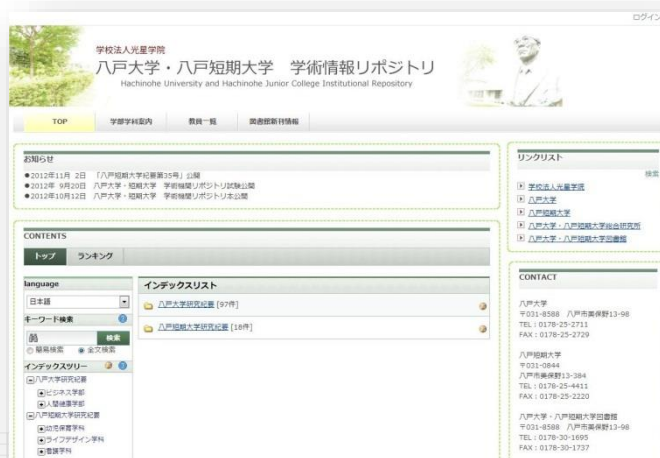 ログイン
学校法人光星学院
八戸大学・八戸短期大学 学術情報リポジトリ
Hachinohe University and Hachinohe Junior College Institutional Repository
TOP 学部学科案内 教員一覧 図書館新刊情報
お知らせ
●2012年11月 2日 「八戸短期大学紀要第35号」公開
●2012年 9月20日 八戸大学・短期大学 学術機関リポジトリ試験公開
●2012年10月12日 八戸大学・短期大学 学術機関リポジトリ本公開
CONTENTS
トップ ランキング
language
日本語
キーワード検索
検索
簡易検索 全文検索
インデックスツリー
八戸大学研究紀要
ビジネス学部
人間健康学部
八戸短期大学研究紀要
幼児保育学科
ライフデザイン学科
看護学科
インデックスリスト
八戸大学研究紀要 [97件]
八戸短期大学研究紀要 [18件]
リンクリスト
検索
学校法人光星学院
八戸大学
八戸短期大学
八戸大学・八戸短期大学総合研究所
八戸大学・八戸短期大学図書館
CONTACT
八戸大学
〒031-8588 八戸市美保野13-98
TEL：0178-25-2711
FAX：0178-25-2729
八戸短期大学
〒031-0844
八戸市美保野13-384
TEL：0178-25-4411
FAX：0178-25-2220
八戸大学・八戸短期大学図書館
〒031-8588 八戸市美保野13-98
TEL：0178-30-1695
FAX：0178-30-1737